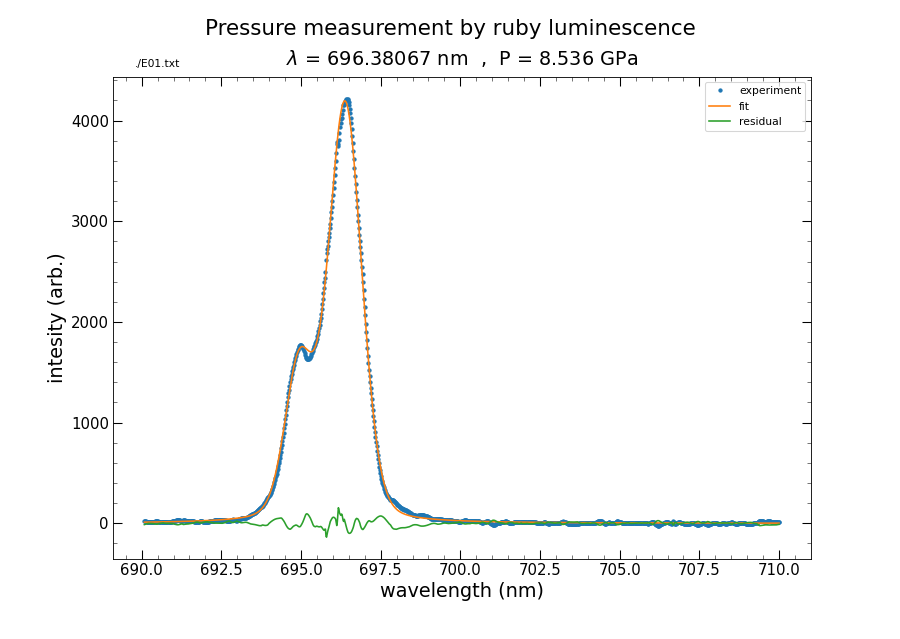 Pressure measurement by ruby luminescence
λ = 696.38067 nm , P = 8.536 GPa
./E01.txt
experiment
fit
residual
intesity (arb.)
4000
3000
2000
1000
0
690.0 692.5 695.0 697.5 700.0 702.5 705.0 707.5 710.0
wavelength (nm)